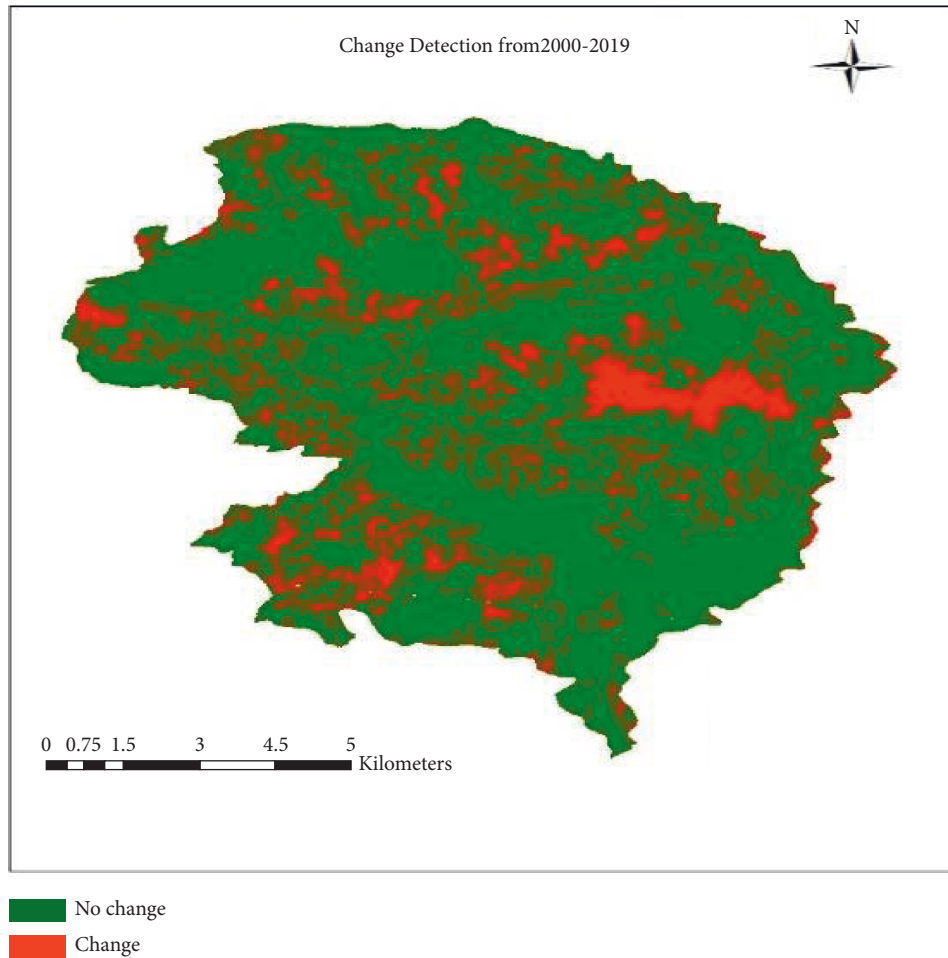 Change Detection from2000-2019
N
0 0.75 1.5 3 4.5 5
Kilometers
No change
Change